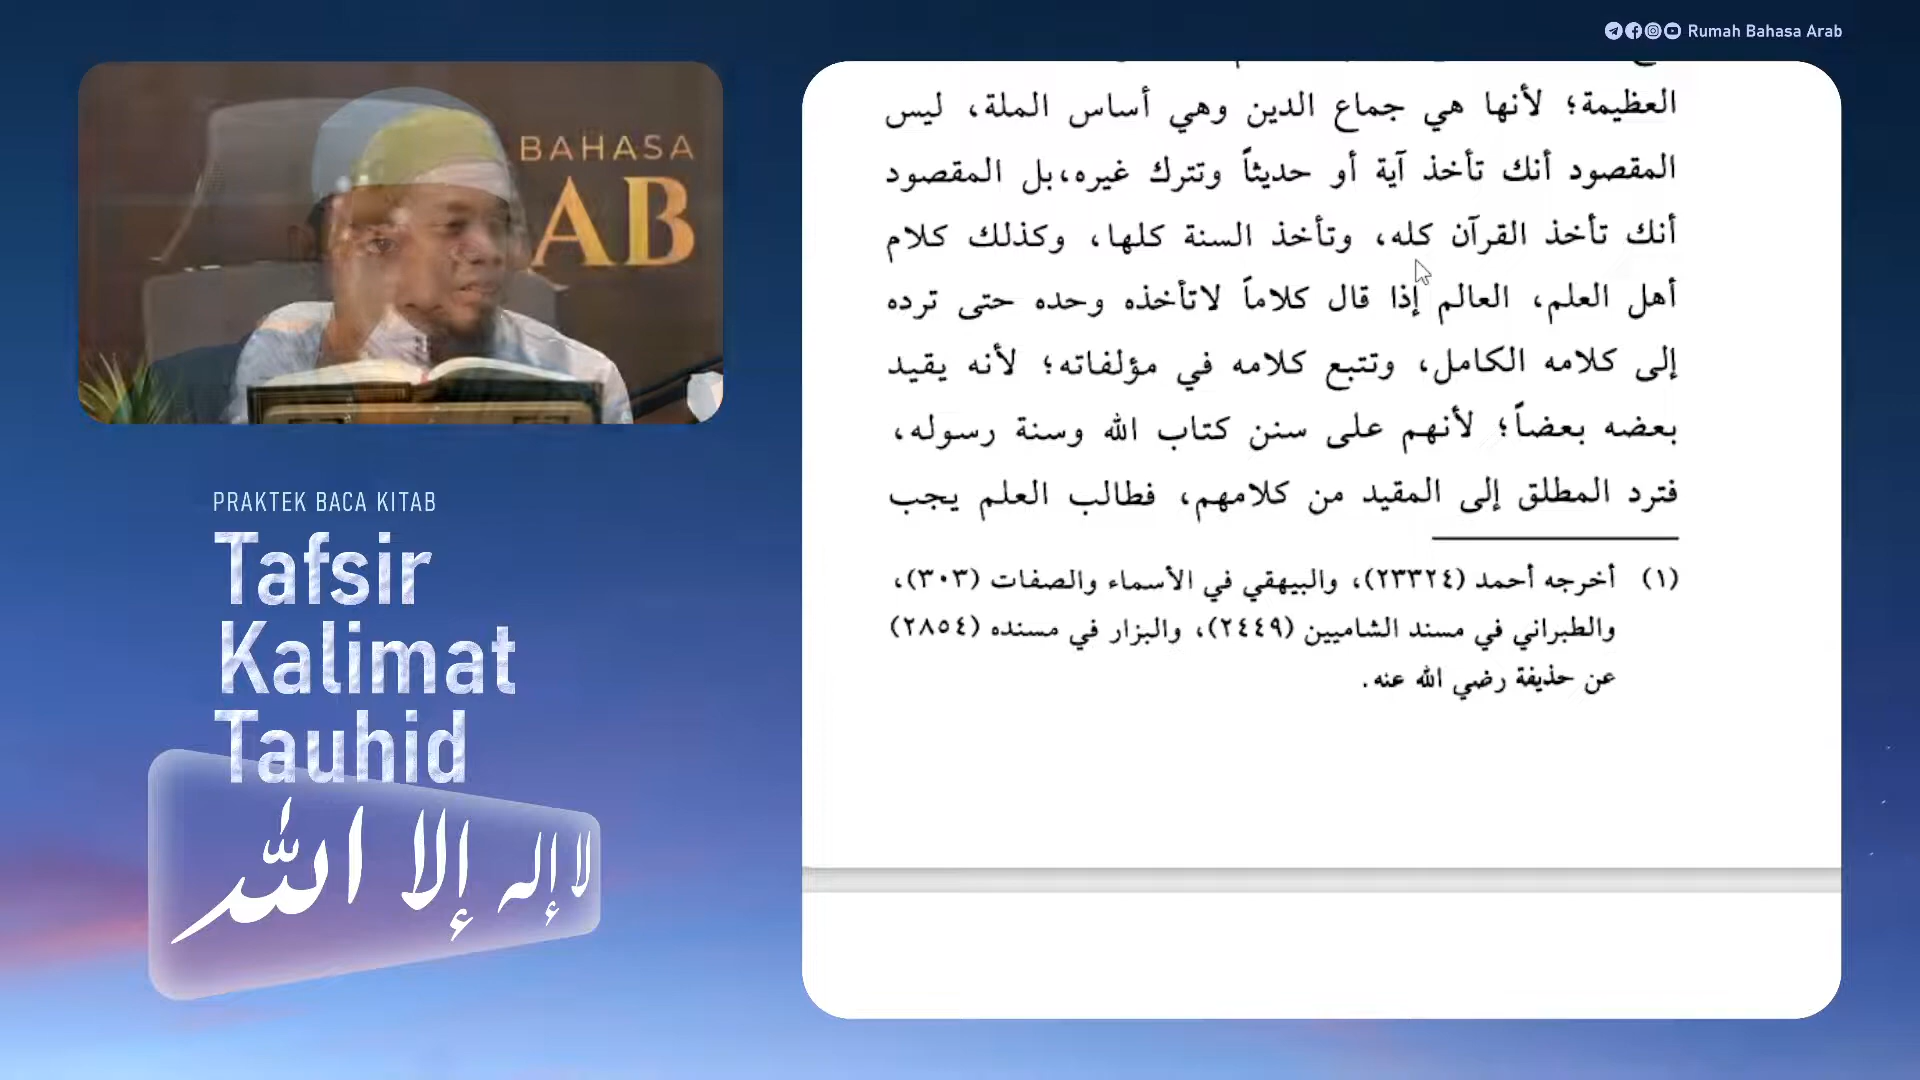 Rumah Bahasa Arab
BAHASA
AB
PRAKTEK BACA KITAB
Tafsir
Kalimat
Tauhid
لا إله إلا الله
العظيمة؛ لأنها هي جماع الدين وهي أساس الملة، ليس
المقصود أنك تأخذ آية أو حديثاً وتترك غيره،بل المقصود
أنك تأخذ القرآن كله، وتأخذ السنة كلها، وكذلك كلام
أهل العلم، العالم إذا قال كلاماً لاتأخذه وحده حتى ترده
إلى كلامه الكامل، وتتبع كلامه في مؤلفاته؛ لأنه يقيد
بعضه بعضاً؛ لأنهم على سنن كتاب الله وسنة رسوله،
فترد المطلق إلى المقيد من كلامهم، فطالب العلم يجب
(١) أخرجه أحمد (٢٣٣٢٤)، والبيهقي في الأسماء والصفات (٣٠٣)،
والطبراني في مسند الشاميين (٢٤٤٩)، والبزار في مسنده (٢٨٥٤)
عن حذيفة رضي الله عنه.